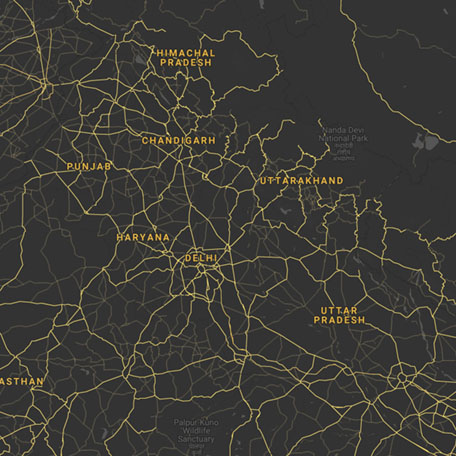 HIMACHAL
PRADESH
CHANDIGARH
Nanda Devi
National Park
PUNJAB
UTTARAKHAND
HARYANA
DELHI
UTTAR
PRADESH
ASTHAN
Palpur Kuno
Wildlife
Sanctuary